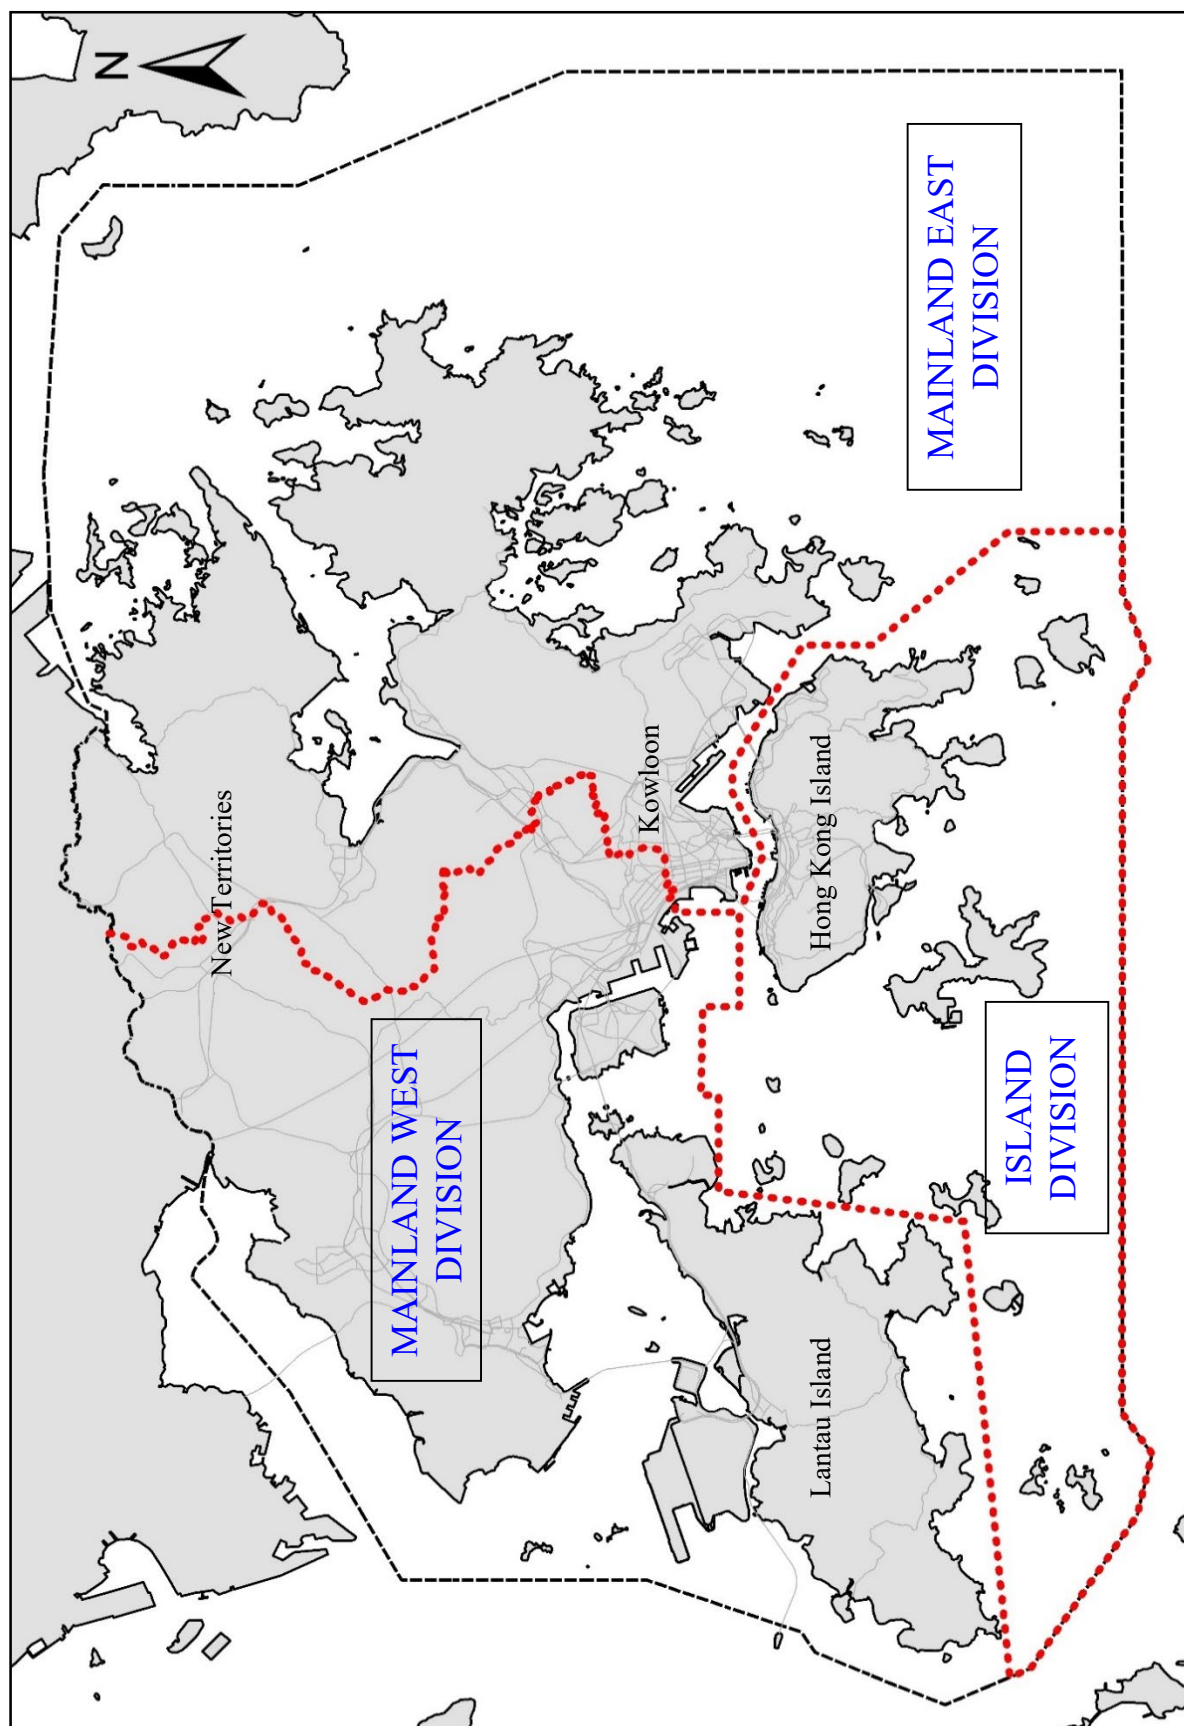 N
MAINLAND EAST
DIVISION
New Territories
Kowloon
Hong Kong Island
MAINLAND WEST
DIVISION
ISLAND
DIVISION
Lantau Island